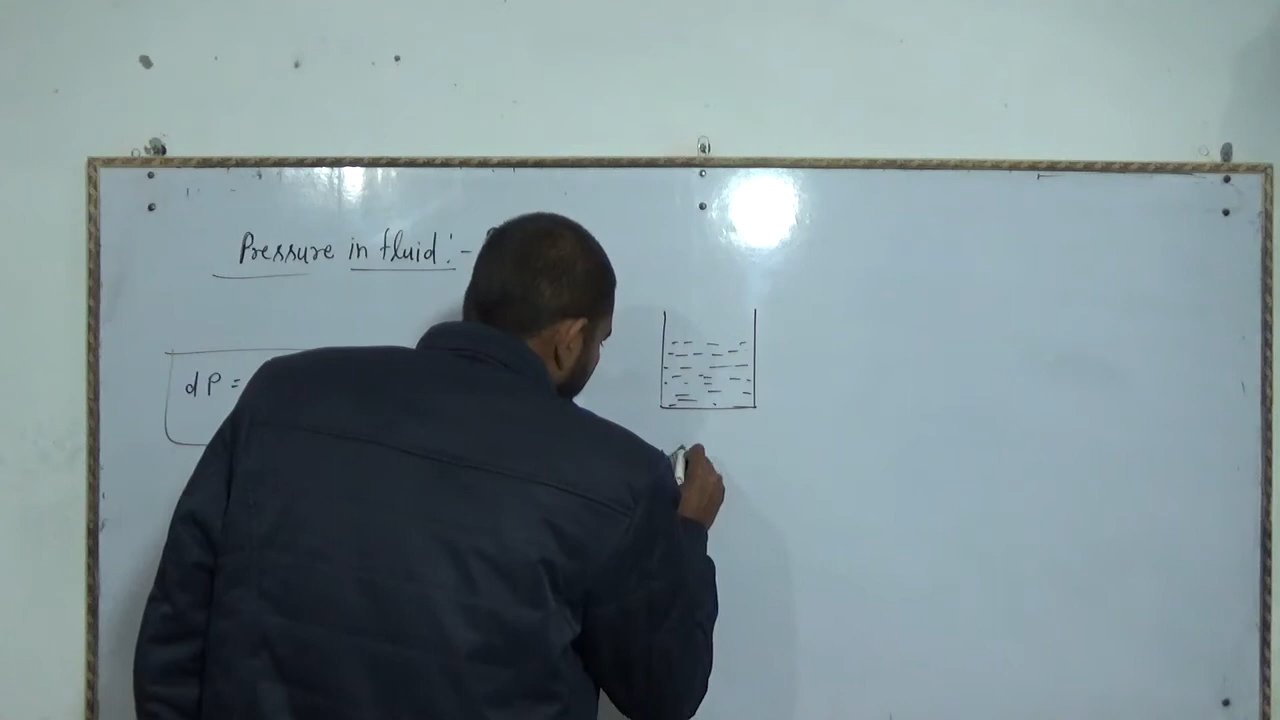 Pressure in fluid :-
dP =